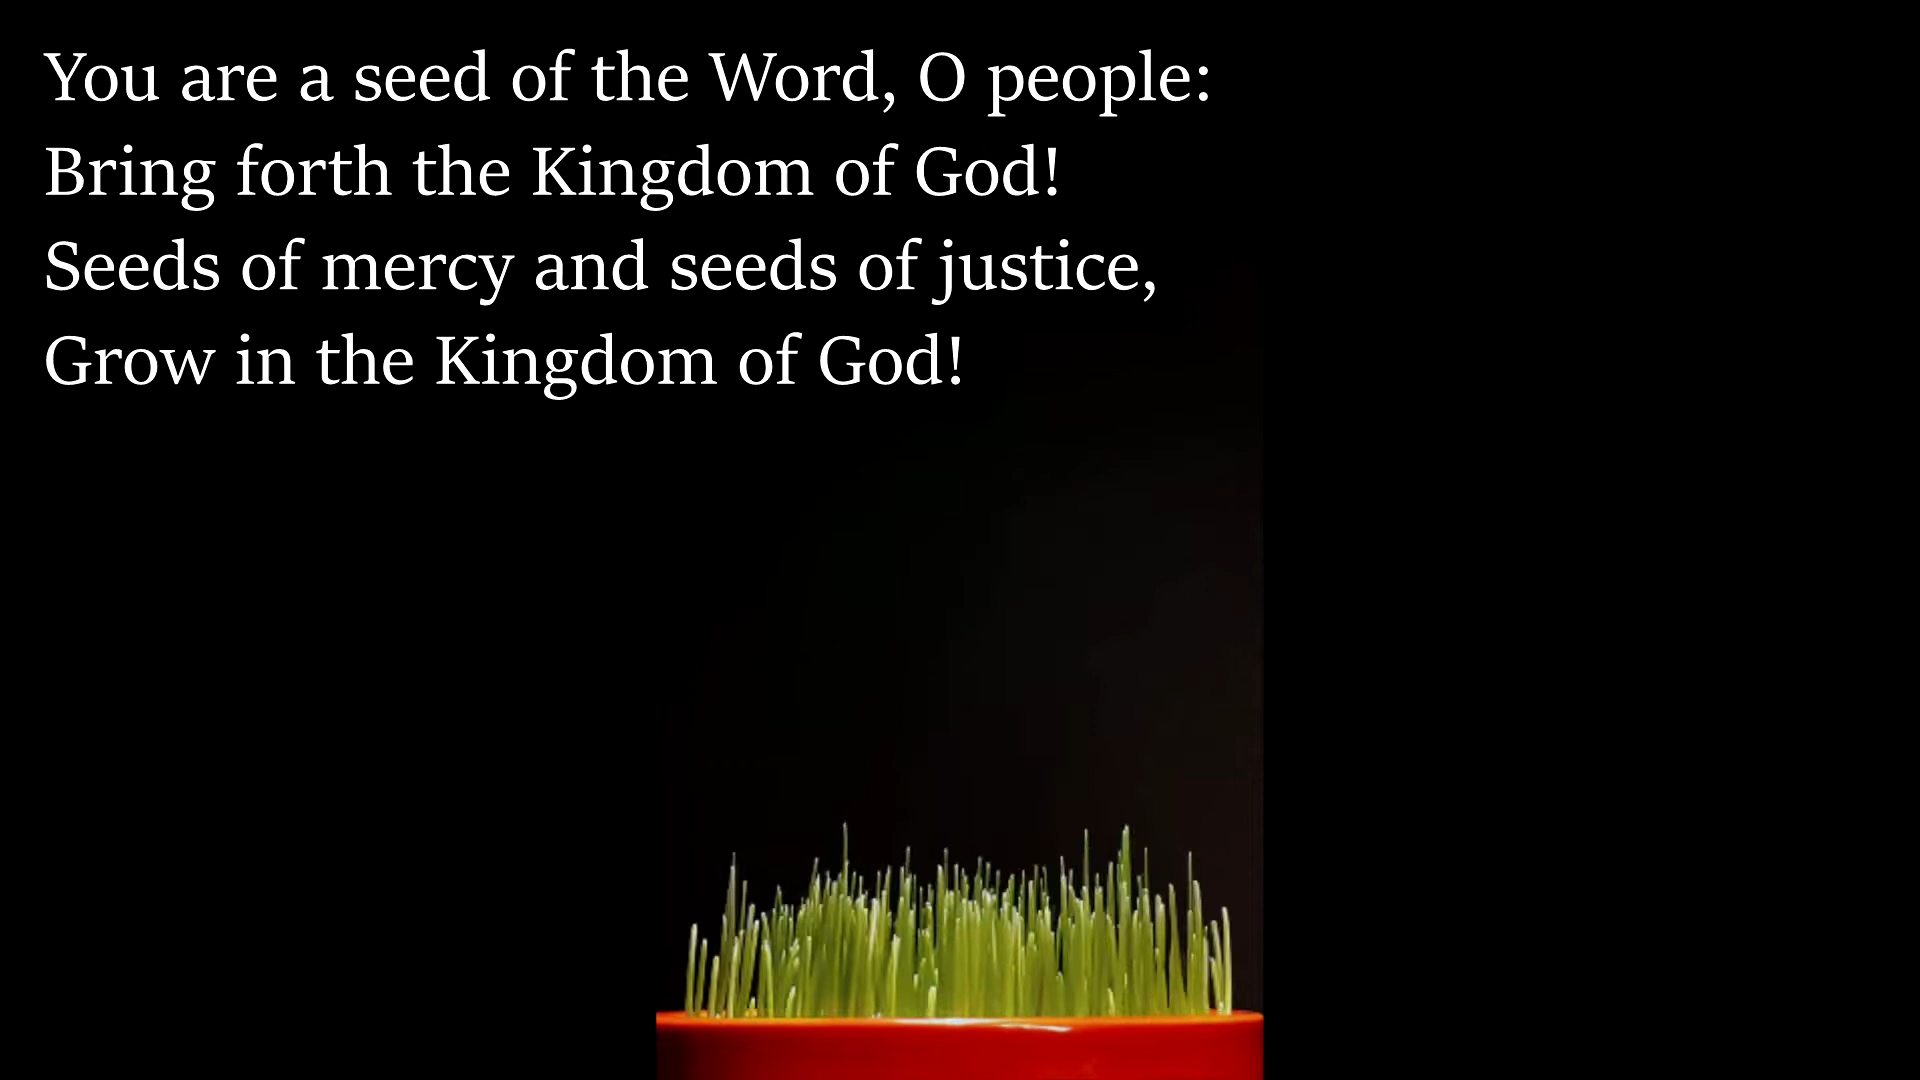 You are a seed of the Word, O people:
Bring forth the Kingdom of God!
Seeds of mercy and seeds of justice,
Grow in the Kingdom of God!